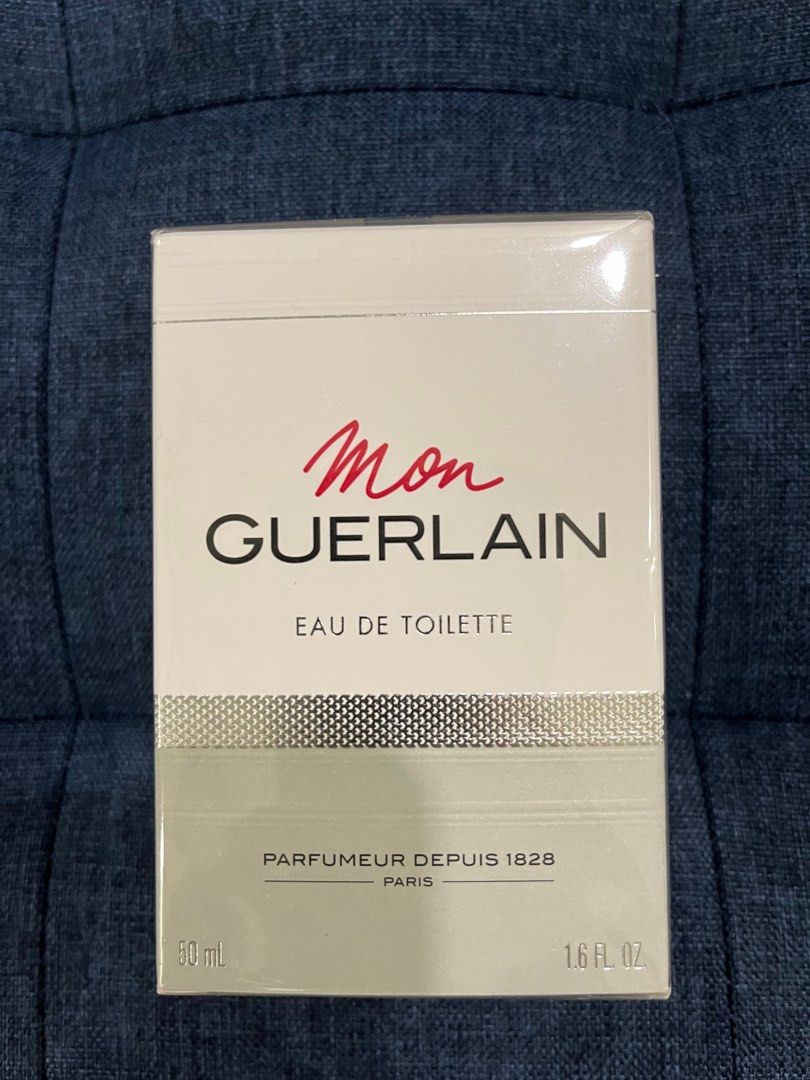 Mon
GUERLAIN
EAU DE TOILETTE
PARFUMEUR DEPUIS 1828
PARIS
50 mL 1.6 FL. OZ.